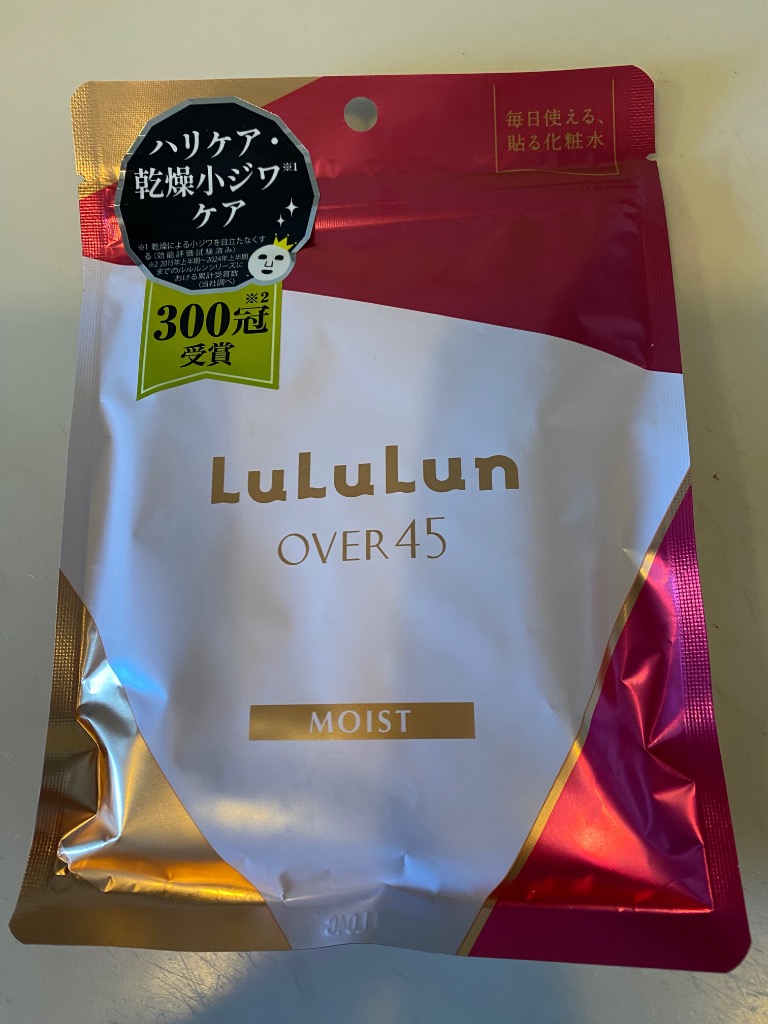 ハリケア・
乾燥小ジワ※1
ケア
※1 乾燥による小ジワを目立たなくす
る(効能評価試験済み)
※2 2015年上半期〜2024年上半期
までのルルルンシリーズに
おける累計受賞数
(当社調べ)
※2
300冠
受賞
毎日使える、
貼る化粧水
LuLuLun
OVER45
MOIST